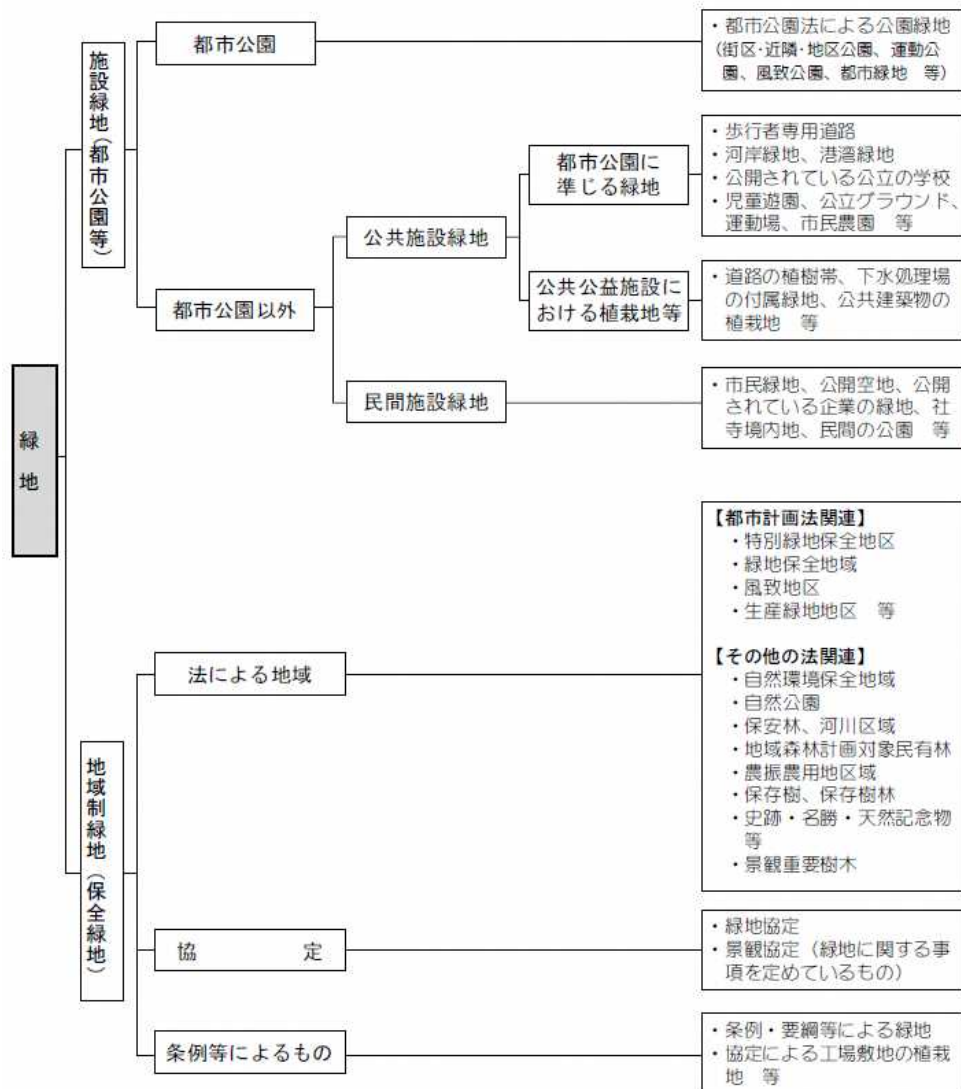 緑地
施設緑地（都市公園等）
都市公園
・都市公園法による公園緑地
（街区・近隣・地区公園、運動公
園、風致公園、都市緑地　等）
都市公園以外
公共施設緑地
都市公園に
準じる緑地
・歩行者専用道路
・河岸緑地、港湾緑地
・公開されている公立の学校
・児童遊園、公立グラウンド、
運動場、市民農園　等
公共公益施設に
おける植栽地等
・道路の植樹帯、下水処理場
の付属緑地、公共建築物の
植栽地　等
民間施設緑地
・市民緑地、公開空地、公開
されている企業の緑地、社
寺境内地、民間の公園　等
地域制緑地（保全緑地）
法による地域
【都市計画法関連】
・特別緑地保全地区
・緑地保全地域
・風致地区
・生産緑地地区　等
【その他の法関連】
・自然環境保全地域
・自然公園
・保安林、河川区域
・地域森林計画対象民有林
・農振農用地区域
・保存樹、保存樹林
・史跡・名勝・天然記念物
等
・景観重要樹木
協　定
・緑地協定
・景観協定（緑地に関する事
項を定めているもの）
条例等によるもの
・条例・要綱等による緑地
・協定による工場敷地の植栽
地　等